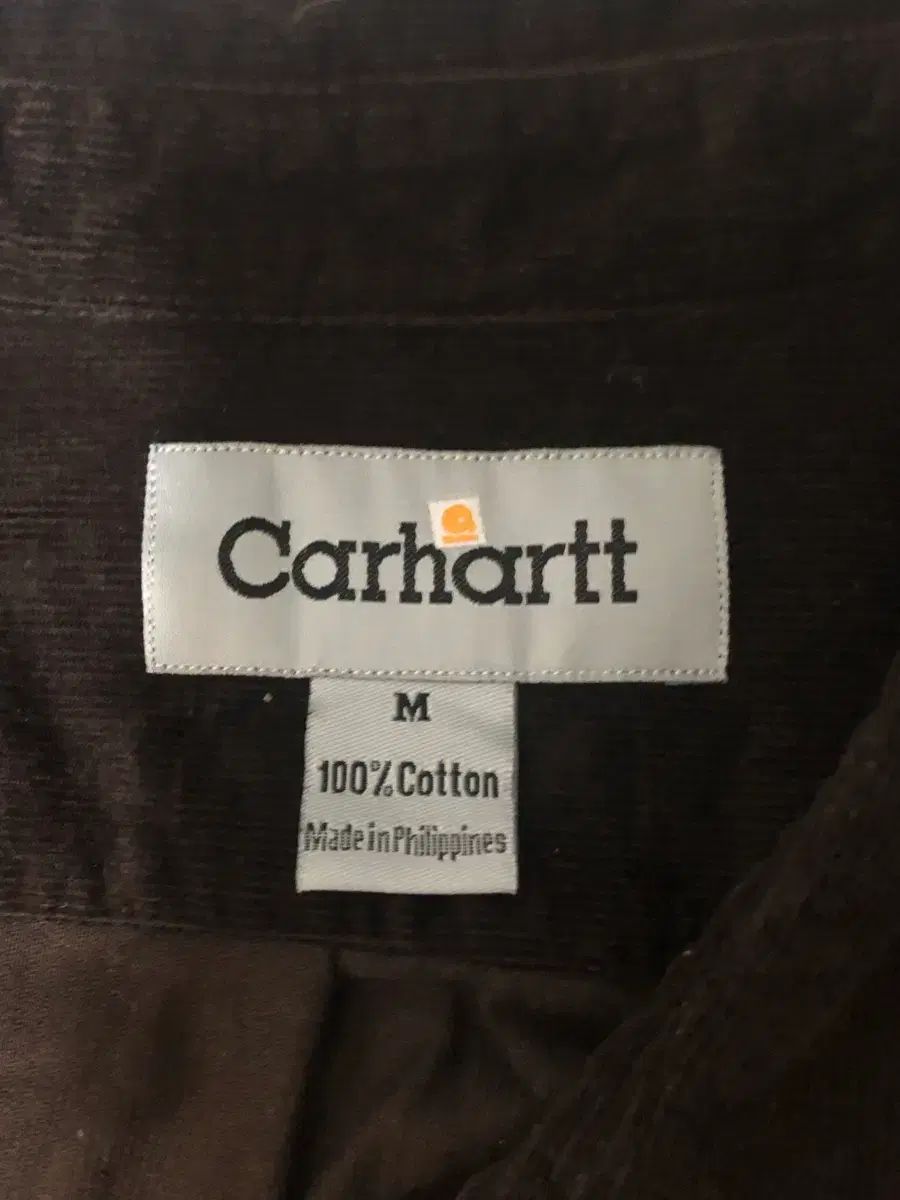 Carhartt
M
100% Cotton
Made in Philippines